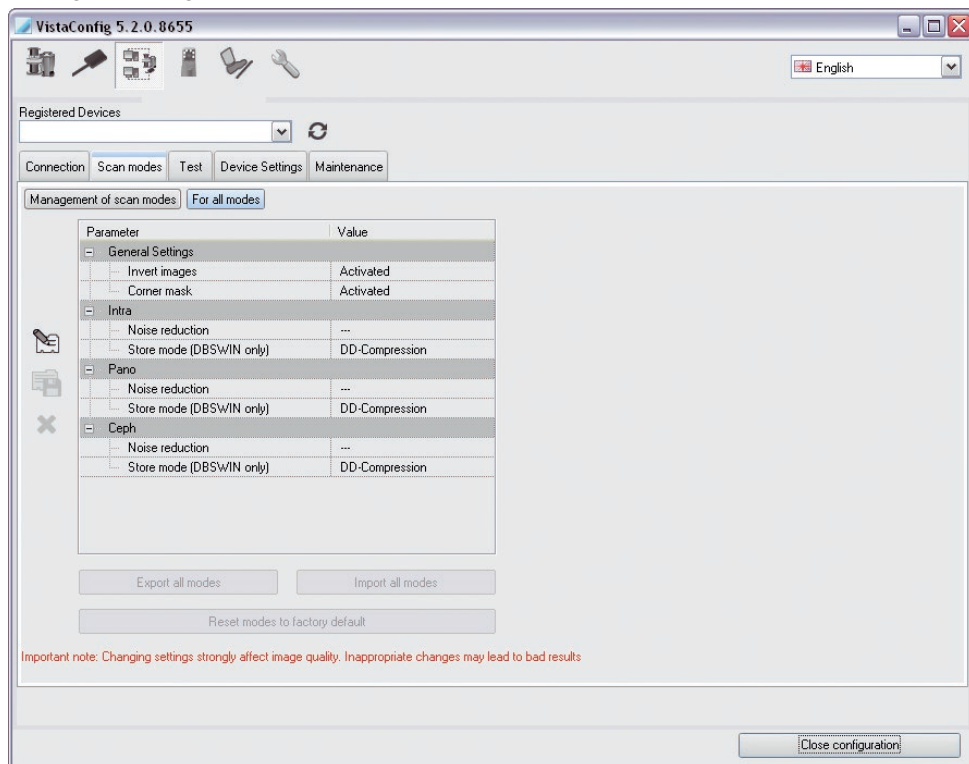 VistaConfig 5.2.0.8655
English
Registered Devices
Connection Scan modes Test Device Settings Maintenance
Management of scan modes For all modes
Parameter Value
General Settings
Invert images Activated
Corner mask Activated
Intra
Noise reduction ---
Store mode (DBSWIN only) DD-Compression
Pano
Noise reduction ---
Store mode (DBSWIN only) DD-Compression
Ceph
Noise reduction ---
Store mode (DBSWIN only) DD-Compression
Export all modes Import all modes
Reset modes to factory default
Important note: Changing settings strongly affect image quality. Inappropriate changes may lead to bad results
Close configuration